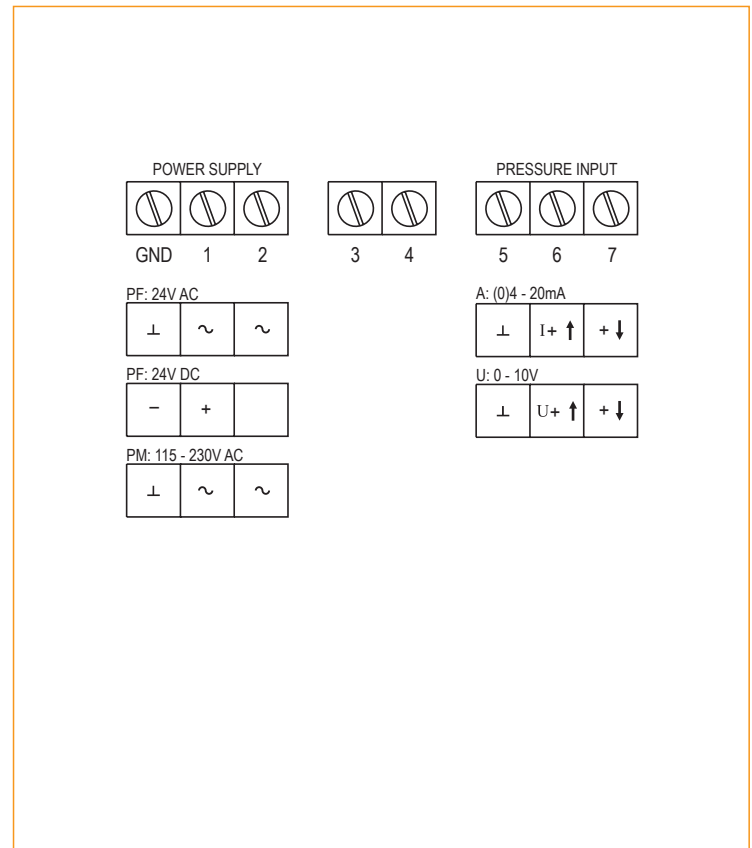 POWER SUPPLY
GND 1 2
PF: 24V AC
⊥ ~ ~
PF: 24V DC
− +
PM: 115 - 230V AC
⊥ ~ ~
3 4
PRESSURE INPUT
5 6 7
A: (0)4 - 20mA
⊥ I+ ↑ + ↓
U: 0 - 10V
⊥ U+ ↑ + ↓